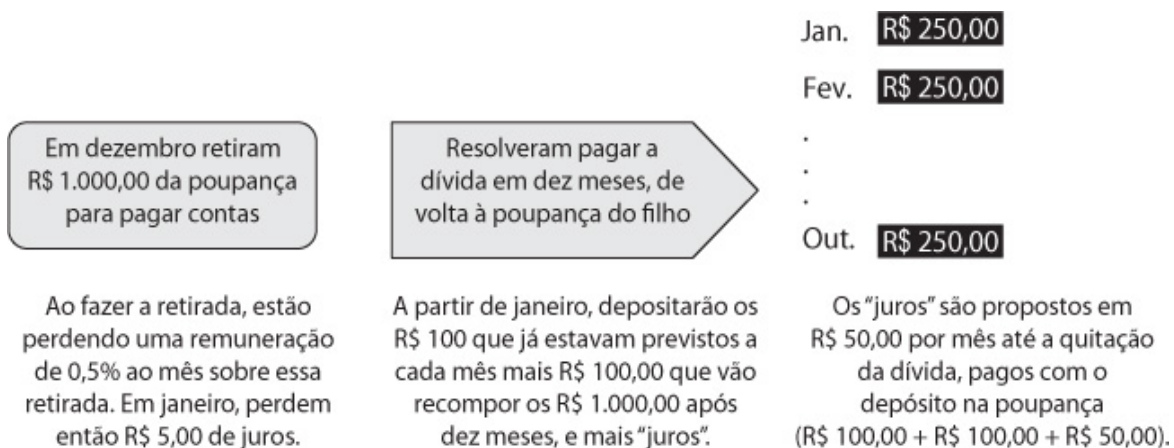 Em dezembro retiram
R$ 1.000,00 da poupança
para pagar contas
Ao fazer a retirada, estão
perdendo uma remuneração
de 0,5% ao mês sobre essa
retirada. Em janeiro, perdem
então R$ 5,00 de juros.
Resolveram pagar a
dívida em dez meses, de
volta à poupança do filho
A partir de janeiro, depositarão os
R$ 100 que já estavam previstos a
cada mês mais R$ 100,00 que vão
recompor os R$ 1.000,00 após
dez meses, e mais “juros”.
Jan. R$ 250,00
Fev. R$ 250,00
.
.
.
Out. R$ 250,00
Os “juros” são propostos em
R$ 50,00 por mês até a quitação
da dívida, pagos com o
depósito na poupança
(R$ 100,00 + R$ 100,00 + R$ 50,00).